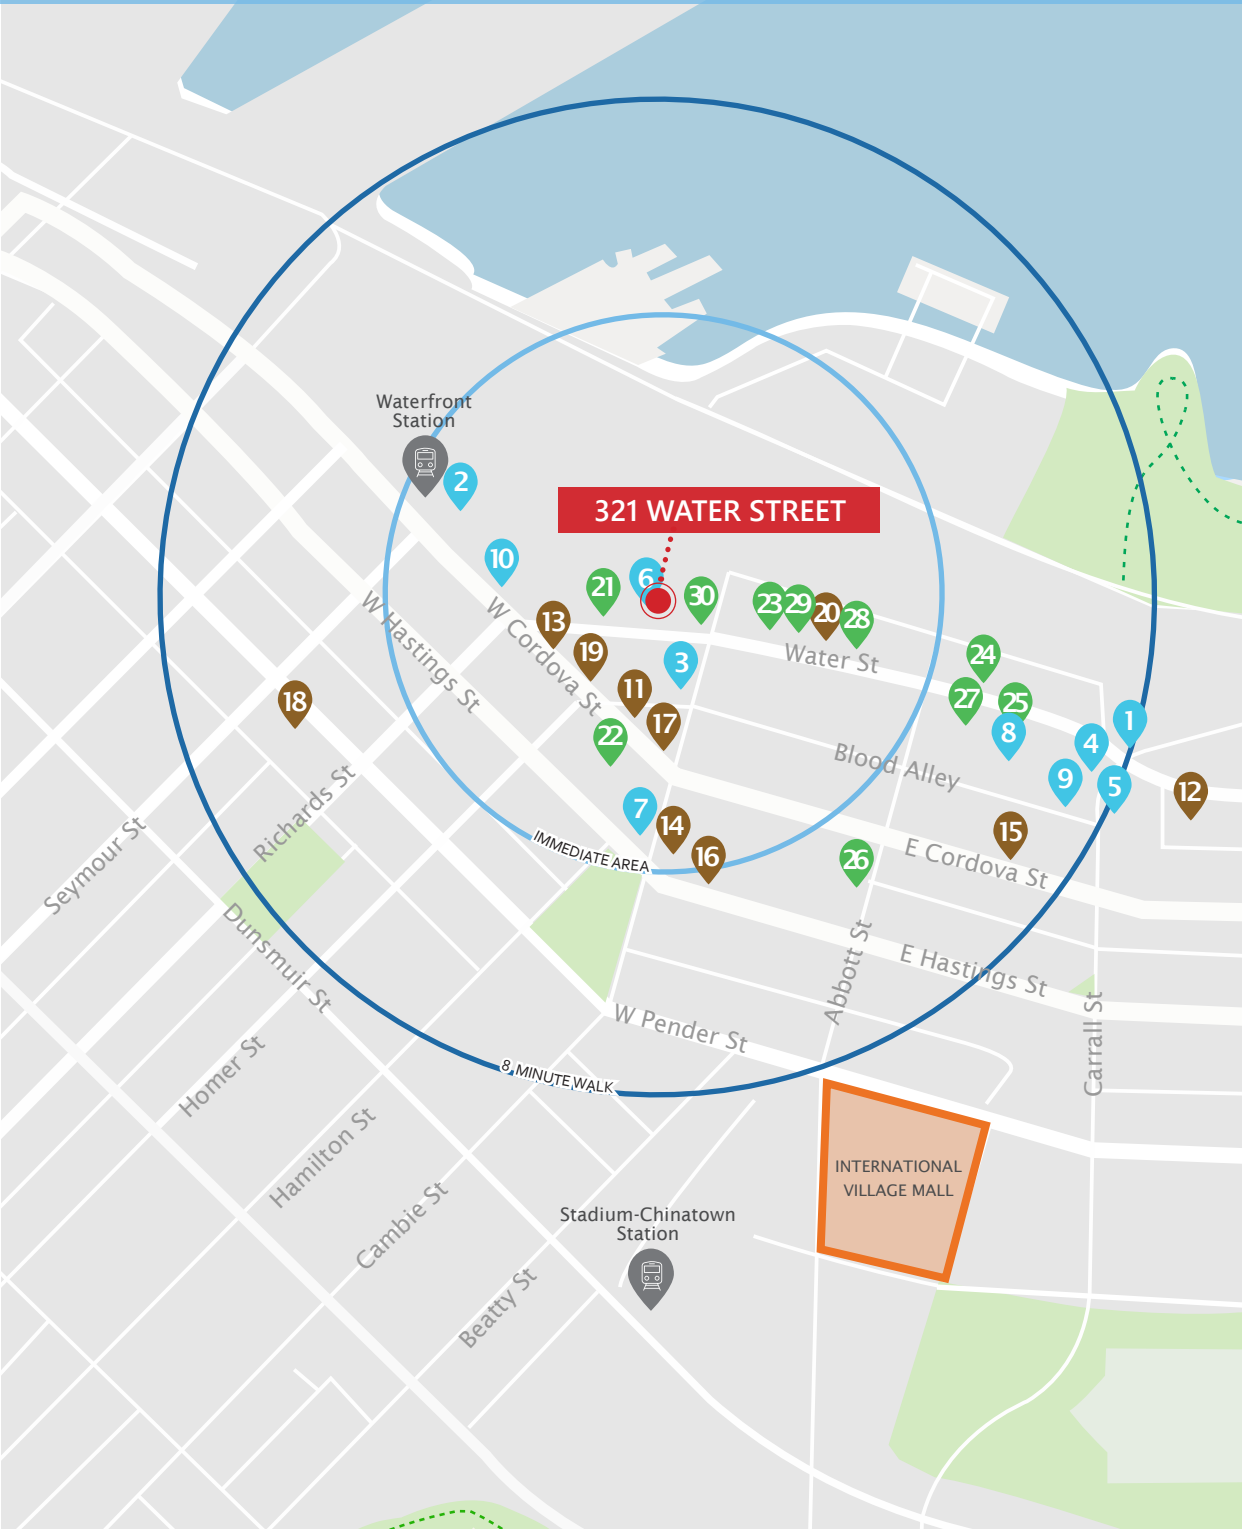 Waterfront
Station
2
321 WATER STREET
10
6
21
30
23
29
20
28
13
W Hastings St
W Cordova St
19
3
Water St
24
11
27
25
18
17
22
8
1
4
Blood Alley
9
5
12
Richards St
7
14
15
Seymour St
IMMEDIATE AREA
16
26
E Cordova St
Dunsmuir St
Abbott St
E Hastings St
W Pender St
Carrall St
Homer St
8 MINUTE WALK
Hamilton St
INTERNATIONAL
VILLAGE MALL
Cambie St
Stadium-Chinatown
Station
Beatty St